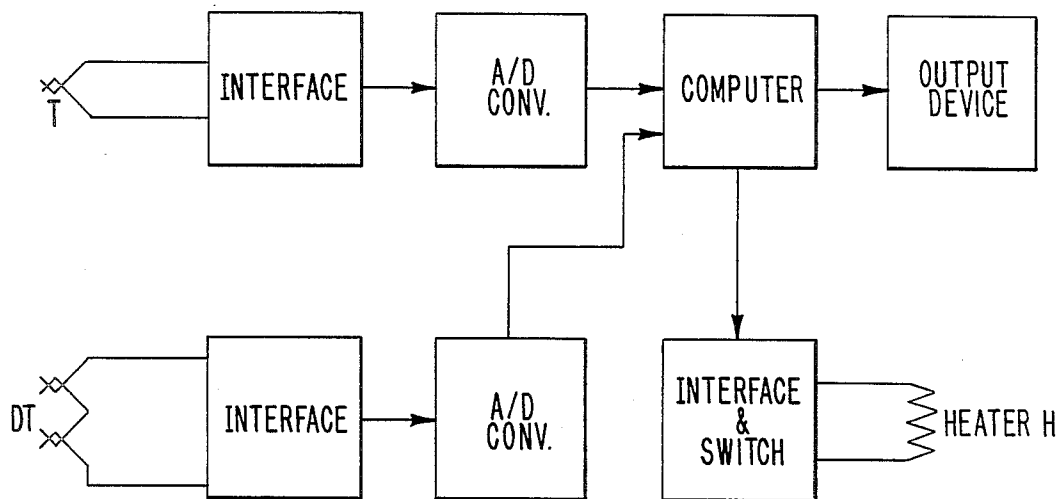 INTERFACE
A/D
CONV.
COMPUTER
OUTPUT
DEVICE
T
DT
INTERFACE
A/D
CONV.
INTERFACE
&
SWITCH
HEATER H